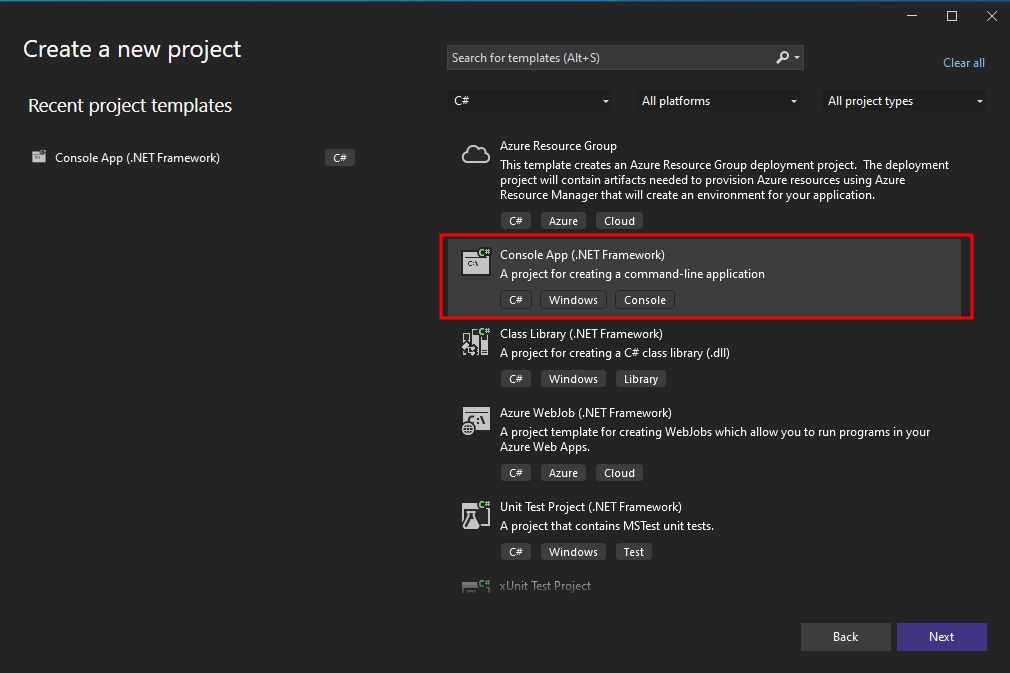 Create a new project
Search for templates (Alt+S)
Clear all
Recent project templates
C#
All platforms
All project types
Console App (.NET Framework)
C#
Azure Resource Group
This template creates an Azure Resource Group deployment project.  The deployment
project will contain artifacts needed to provision Azure resources using Azure
Resource Manager that will create an environment for your application.
C#
Azure
Cloud
C#
C:\
Console App (.NET Framework)
A project for creating a command-line application
C#
Windows
Console
C#
Class Library (.NET Framework)
A project for creating a C# class library (.dll)
C#
Windows
Library
C:\
Azure WebJob (.NET Framework)
A project template for creating WebJobs which allow you to run programs in your
Azure Web Apps.
C#
Azure
Cloud
C#
Unit Test Project (.NET Framework)
A project that contains MSTest unit tests.
C#
Windows
Test
C#
xUnit Test Project
Back
Next